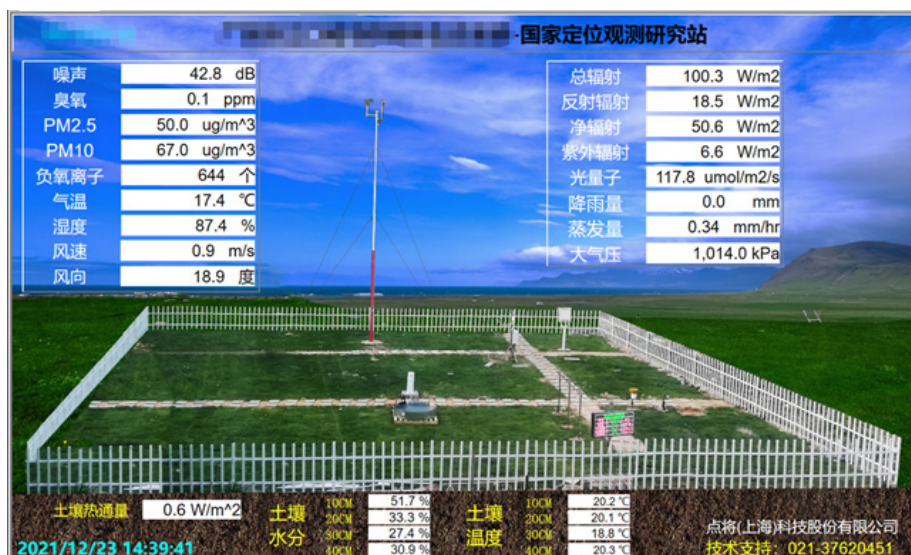 ·国家定位观测研究站
噪声 42.8 dB
臭氧 0.1 ppm
PM2.5 50.0 ug/m^3
PM10 67.0 ug/m^3
负氧离子 644 个
气温 17.4 ℃
湿度 87.4 %
风速 0.9 m/s
风向 18.9 度
总辐射 100.3 W/m2
反射辐射 18.5 W/m2
净辐射 50.6 W/m2
紫外辐射 6.6 W/m2
光量子 117.8 umol/m2/s
降雨量 0.0 mm
蒸发量 0.34 mm/hr
大气压 1,014.0 kPa
土壤热通量 0.6 W/m^2
土壤水分
10CM 51.7 %
20CM 33.3 %
30CM 27.4 %
40CM 30.9 %
土壤温度
10CM 20.2 ℃
20CM 20.1 ℃
30CM 18.8 ℃
40CM 20.3 ℃
点将(上海)科技股份有限公司
技术支持：021-37620451
2021/12/23 14:39:41